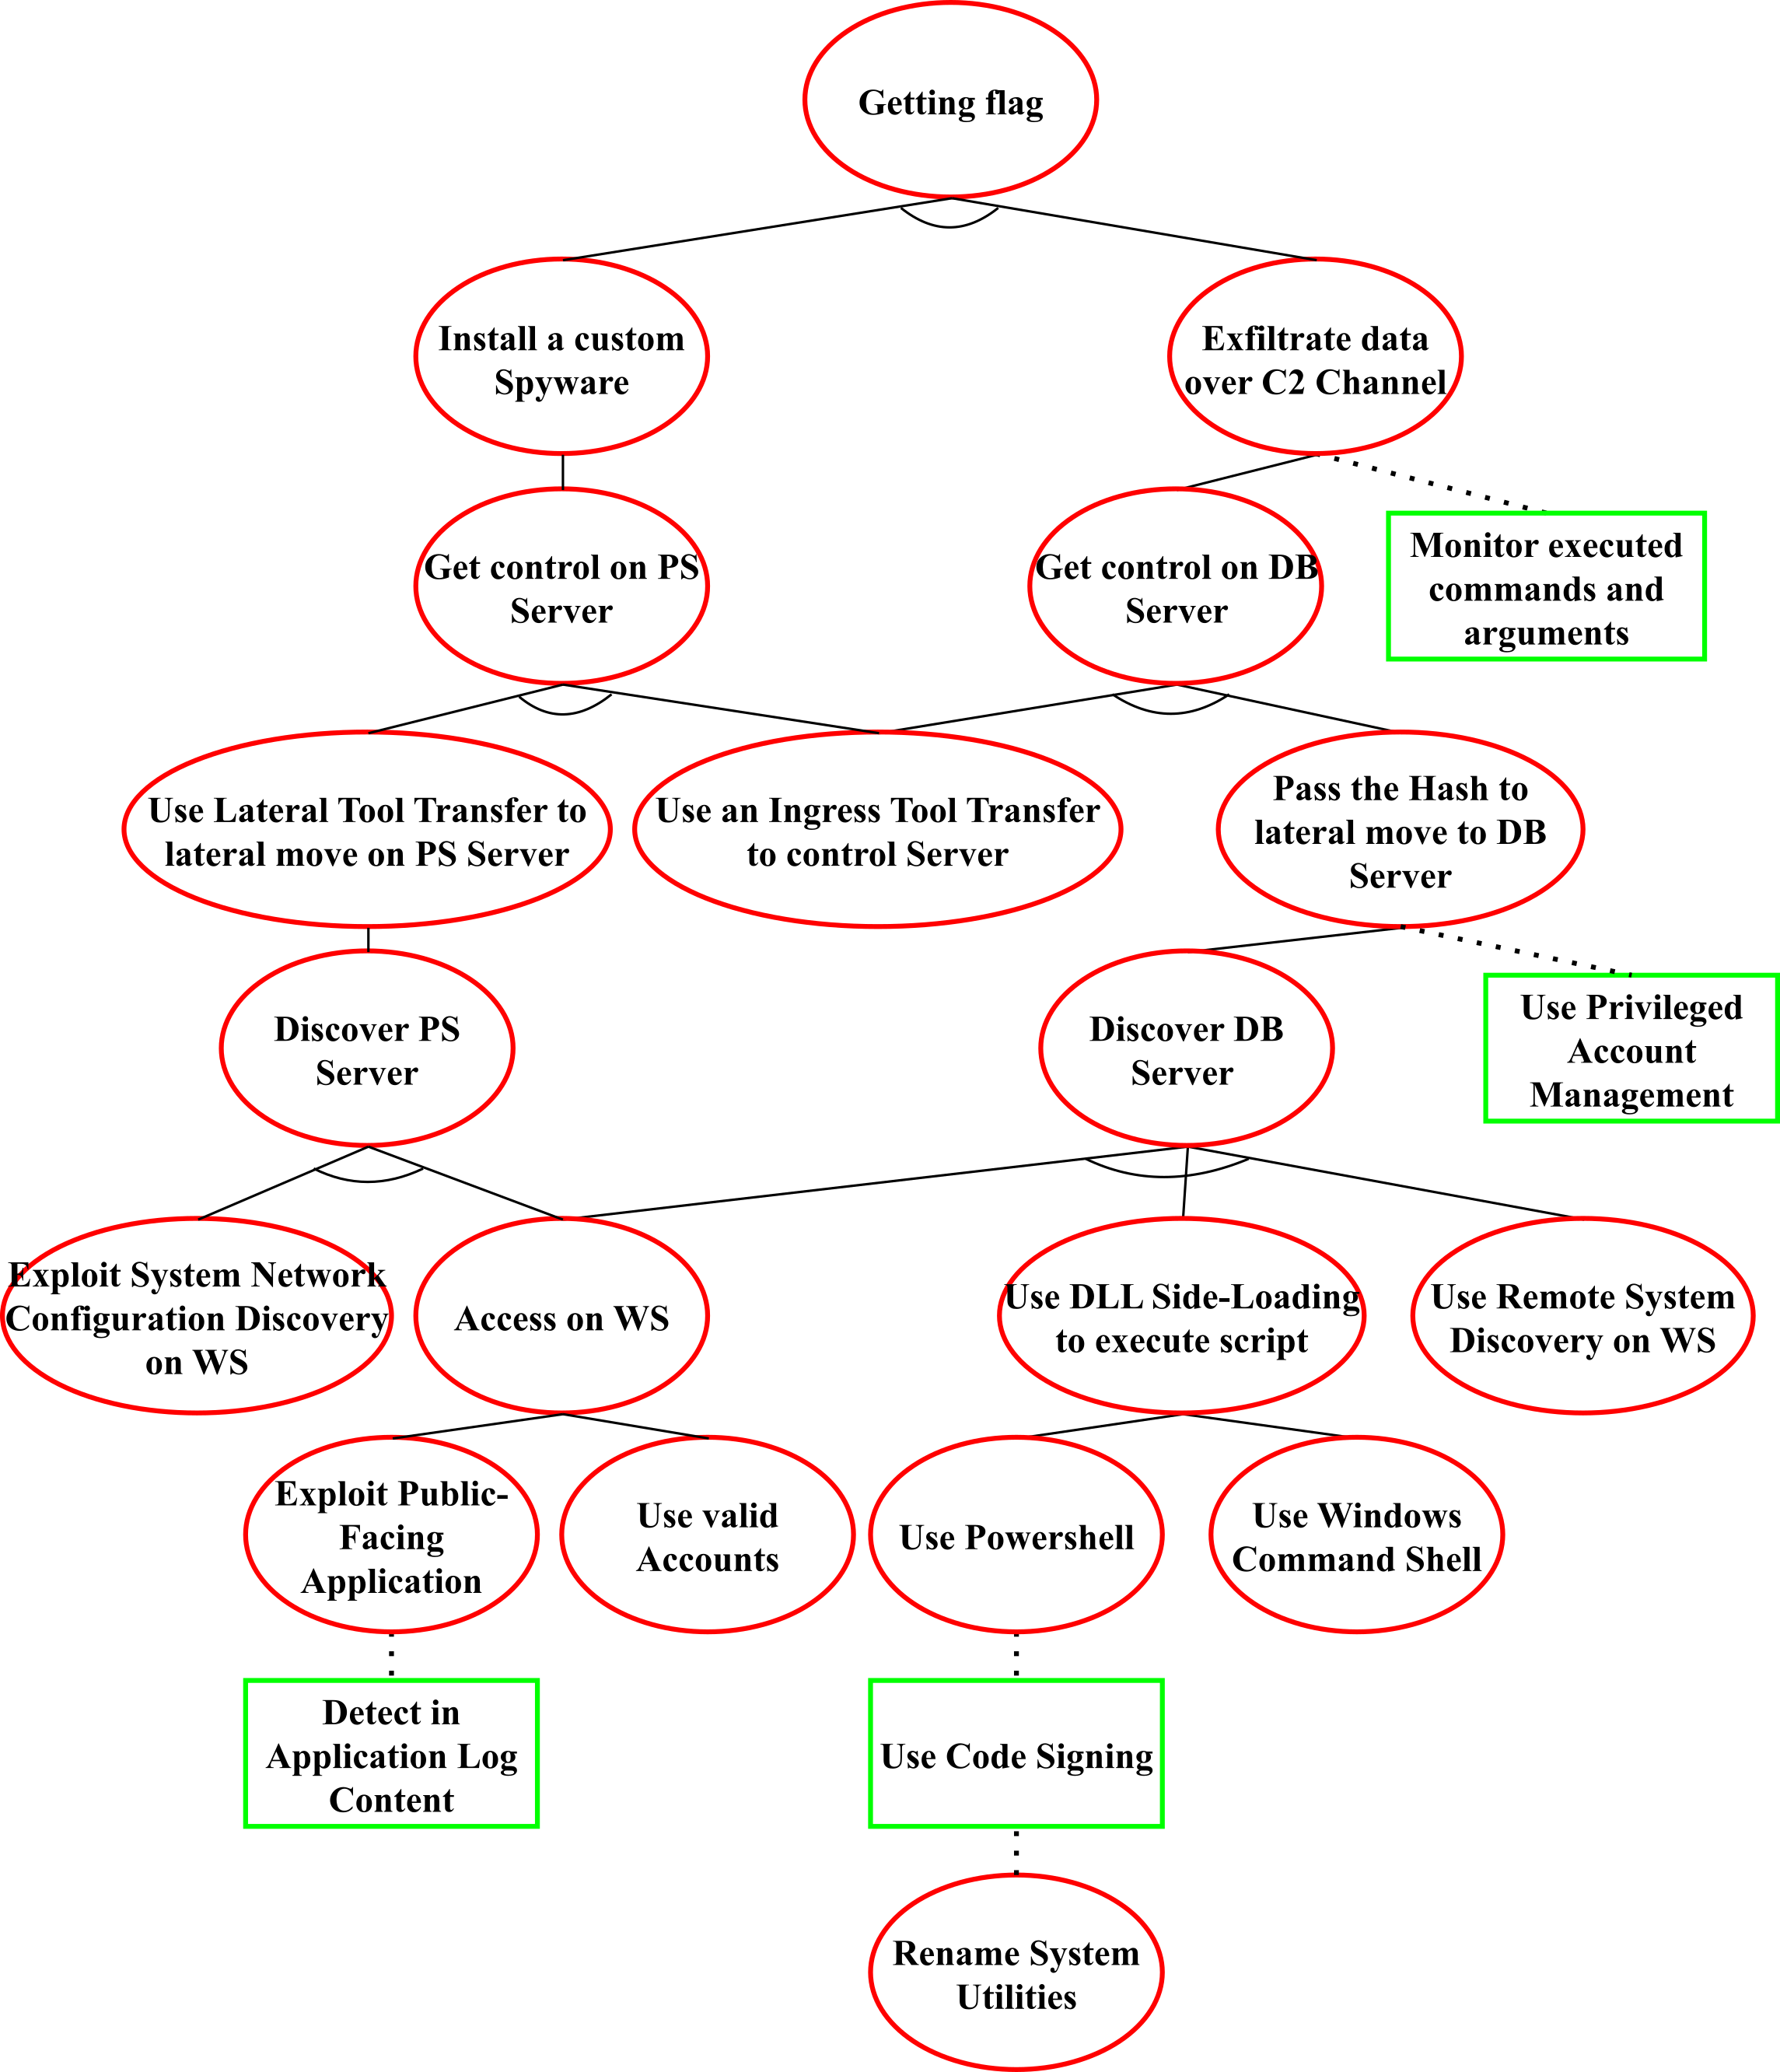 Getting flag
Install a custom
Spyware
Exfiltrate data
over C2 Channel
Get control on PS
Server
Get control on DB
Server
Monitor executed
commands and
arguments
Use Lateral Tool Transfer to
lateral move on PS Server
Use an Ingress Tool Transfer
to control Server
Pass the Hash to
lateral move to DB
Server
Discover PS
Server
Discover DB
Server
Use Privileged
Account
Management
Exploit System Network
Configuration Discovery
on WS
Access on WS
Use DLL Side-Loading
to execute script
Use Remote System
Discovery on WS
Exploit Public-
Facing
Application
Use valid
Accounts
Use Powershell
Use Windows
Command Shell
Detect in
Application Log
Content
Use Code Signing
Rename System
Utilities